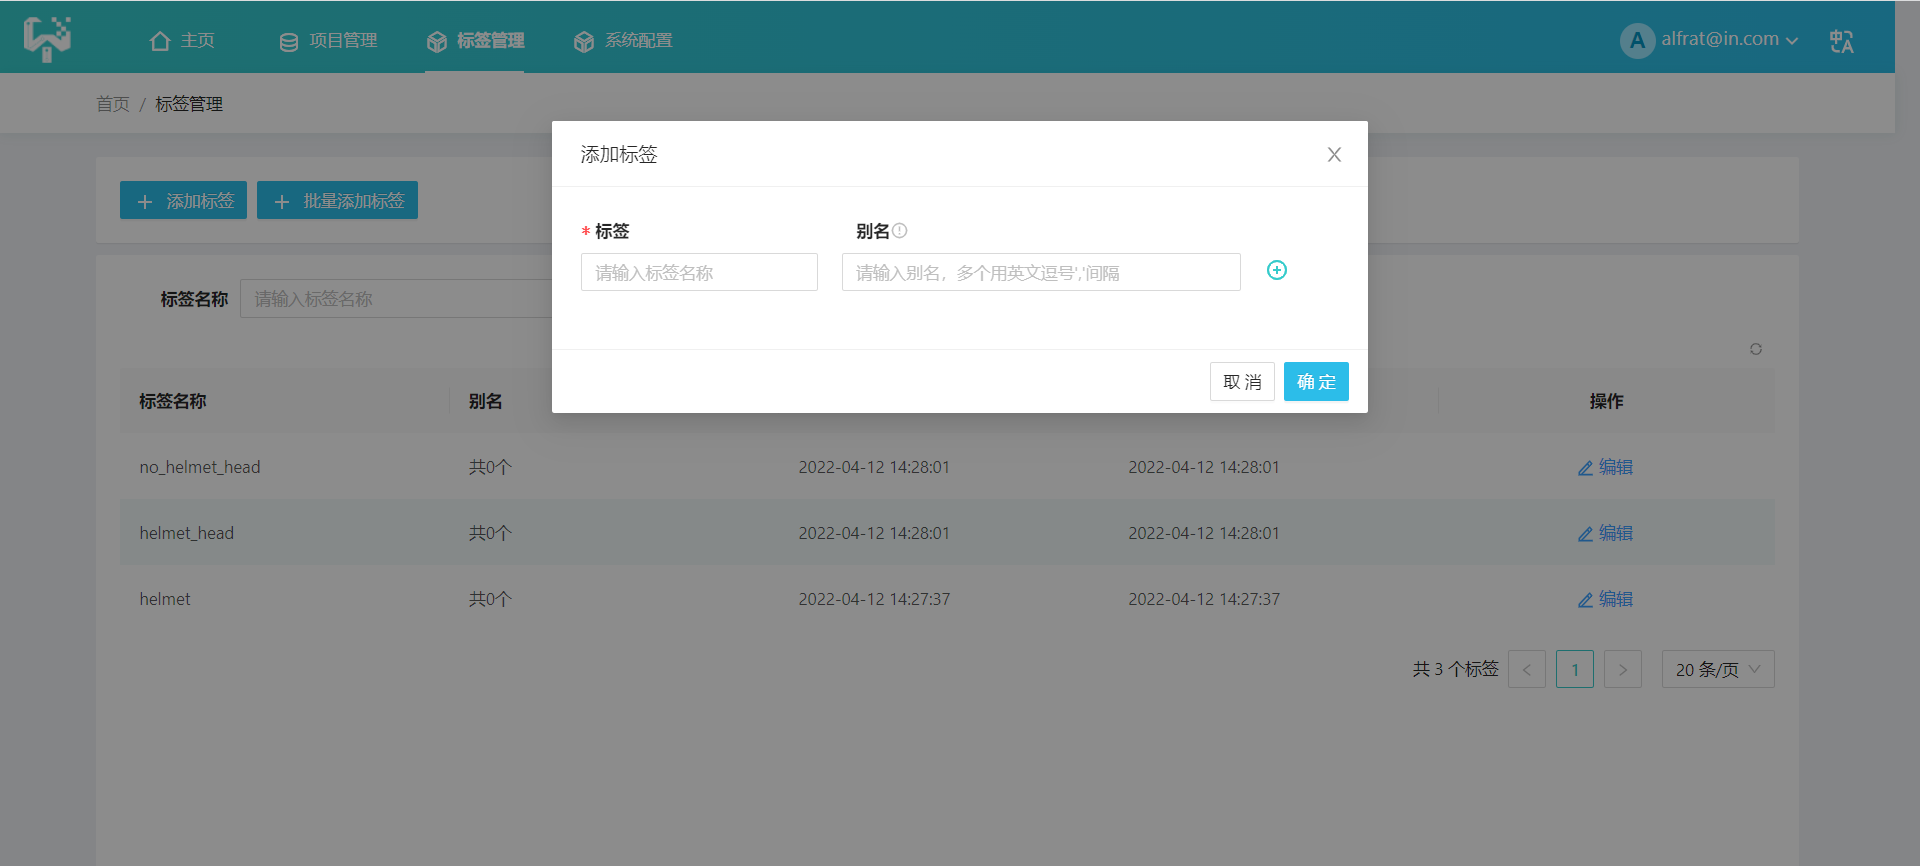 主页 项目管理 标签管理 系统配置 A alfrat@in.com 中A
首页 / 标签管理
添加标签
+ 添加标签 + 批量添加标签
* 标签 别名
请输入标签名称 请输入别名，多个用英文逗号','间隔
标签名称 请输入标签名称
取 消 确 定
标签名称 别名 操作
no_helmet_head 共0个 2022-04-12 14:28:01 2022-04-12 14:28:01 编辑
helmet_head 共0个 2022-04-12 14:28:01 2022-04-12 14:28:01 编辑
helmet 共0个 2022-04-12 14:27:37 2022-04-12 14:27:37 编辑
共 3 个标签 < 1 > 20 条/页